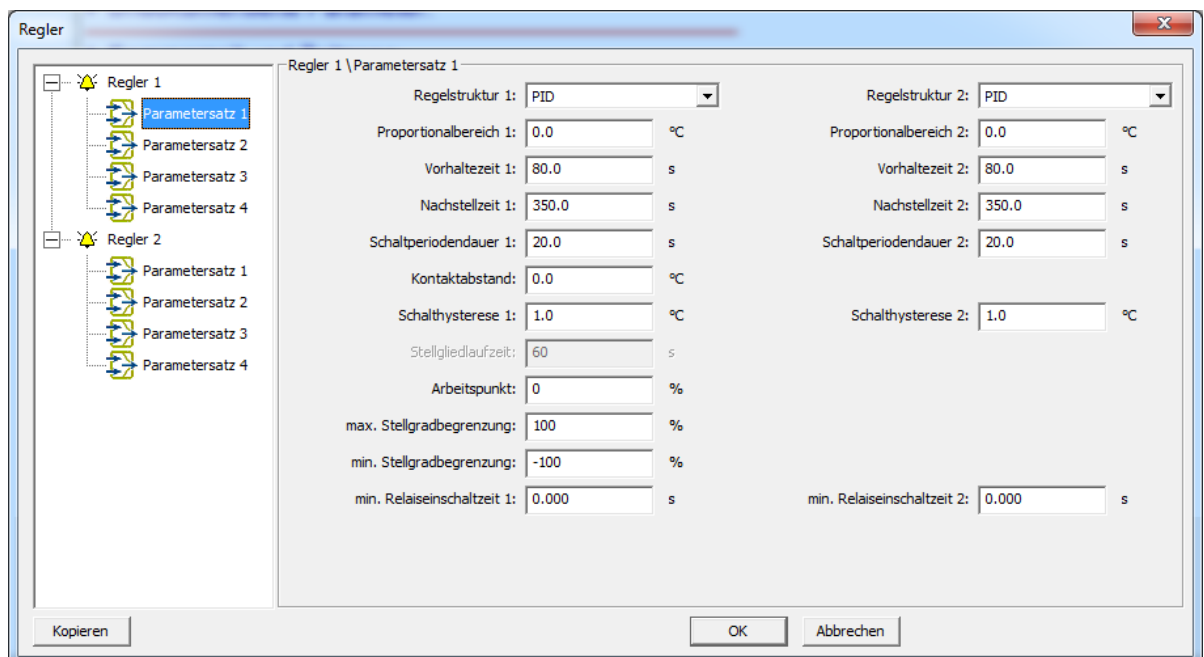 Regler
Regler 1
Parametersatz 1
Parametersatz 2
Parametersatz 3
Parametersatz 4
Regler 2
Parametersatz 1
Parametersatz 2
Parametersatz 3
Parametersatz 4
Regler 1 \ Parametersatz 1
Regelstruktur 1: PID Regelstruktur 2: PID
Proportionalbereich 1: 0.0 °C Proportionalbereich 2: 0.0 °C
Vorhaltezeit 1: 80.0 s Vorhaltezeit 2: 80.0 s
Nachstellzeit 1: 350.0 s Nachstellzeit 2: 350.0 s
Schaltperiodendauer 1: 20.0 s Schaltperiodendauer 2: 20.0 s
Kontaktabstand: 0.0 °C
Schalthysterese 1: 1.0 °C Schalthysterese 2: 1.0 °C
Stellgliedlaufzeit: 60 s
Arbeitspunkt: 0 %
max. Stellgradbegrenzung: 100 %
min. Stellgradbegrenzung: -100 %
min. Relaiseinschaltzeit 1: 0.000 s min. Relaiseinschaltzeit 2: 0.000 s
Kopieren OK Abbrechen